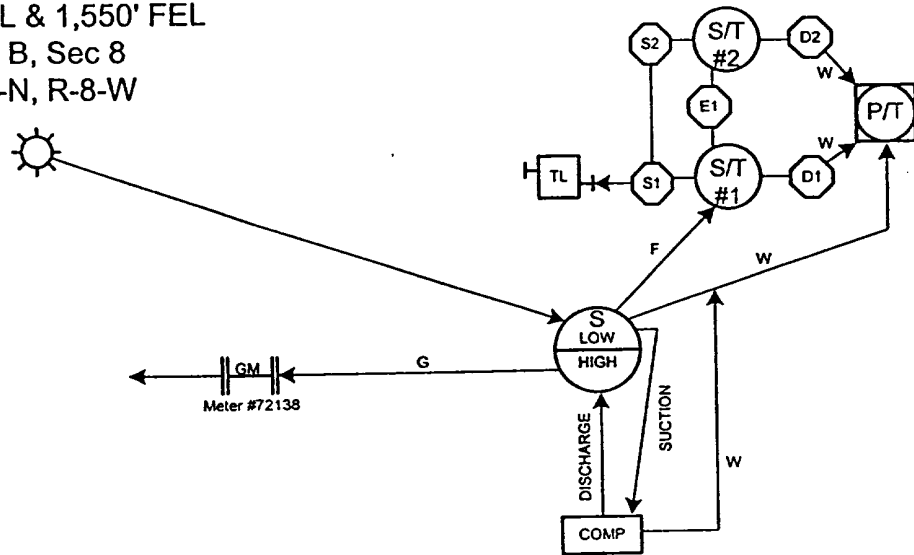 L & 1,550' FEL
B, Sec 8
-N, R-8-W
S2
S/T
#2
D2
W
E1
P/T
W
TL
S1
S/T
#1
D1
F
W
S
LOW
HIGH
G
GM
Meter #72138
DISCHARGE
SUCTION
W
COMP